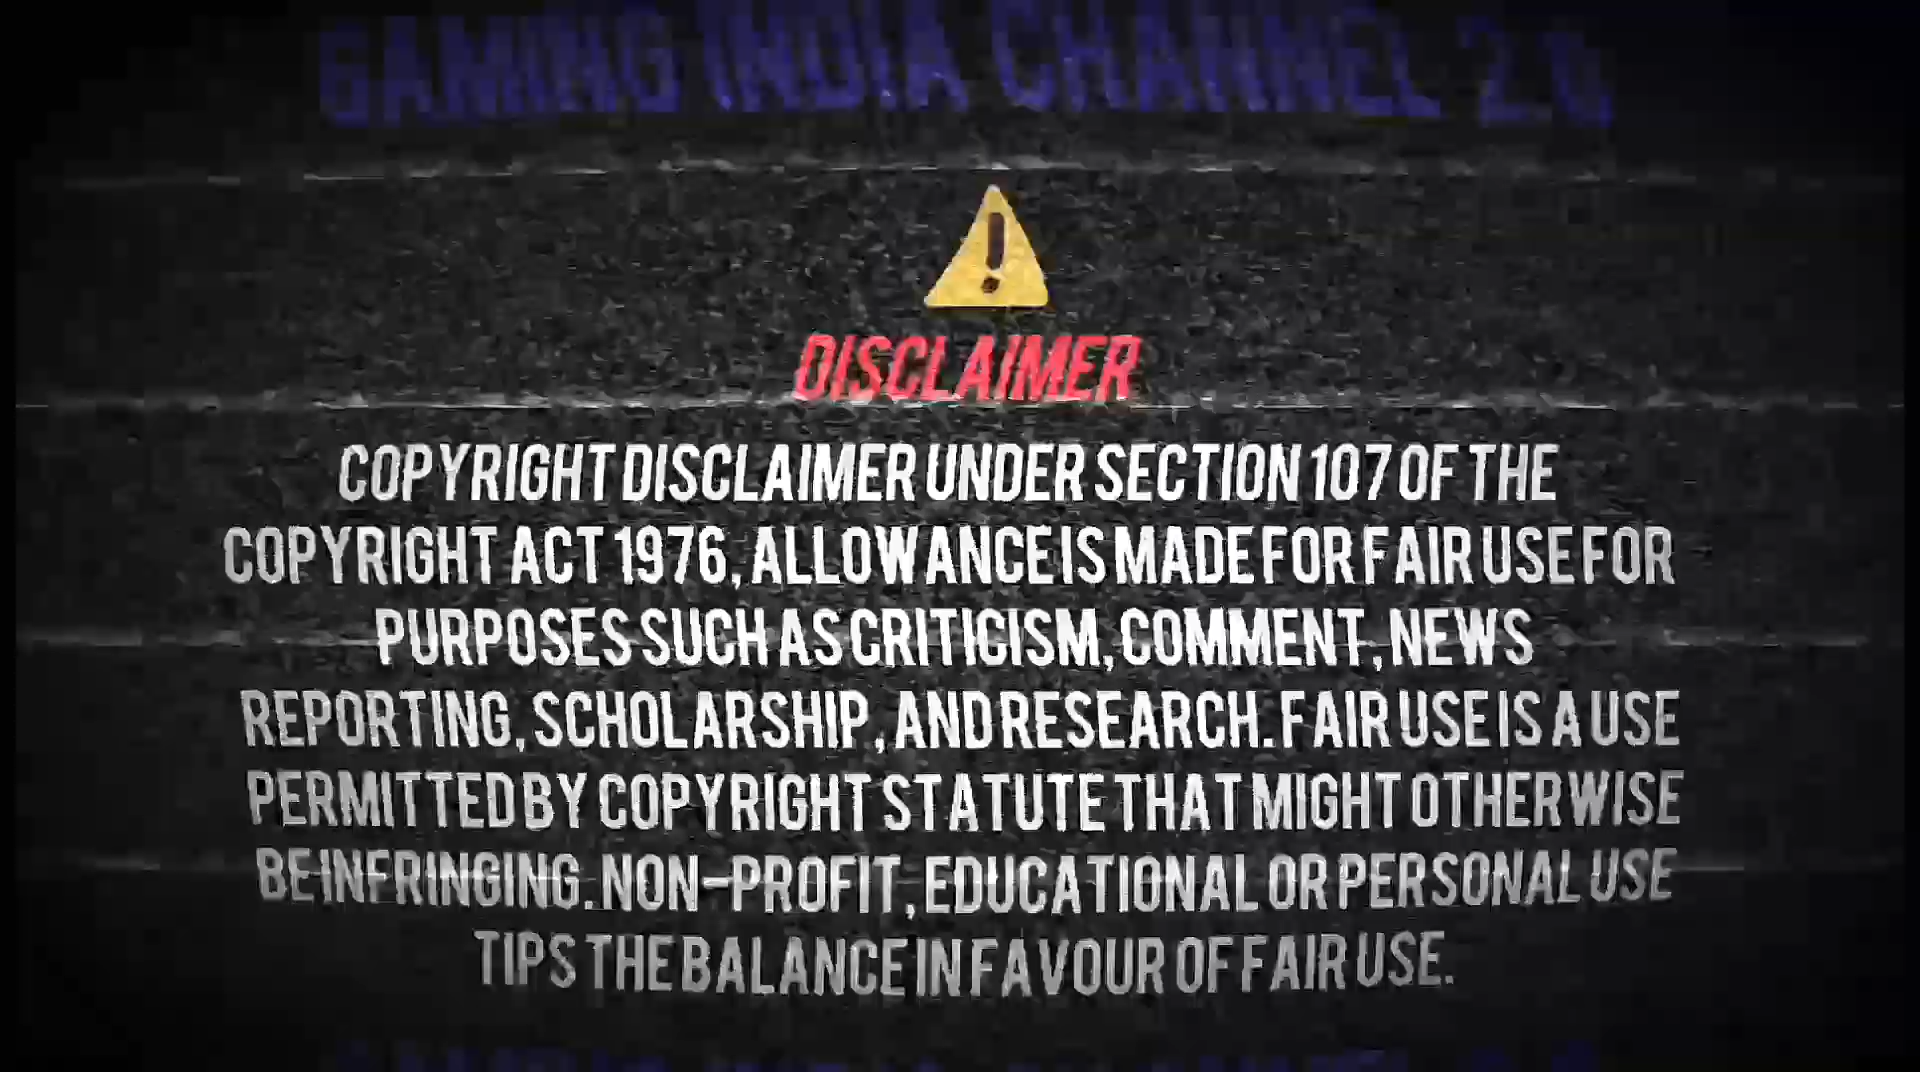 GAMING INDIA CHANNEL 2.0
DISCLAIMER
COPYRIGHT DISCLAIMER UNDER SECTION 107 OF THE
COPYRIGHT ACT 1976, ALLOWANCE IS MADE FOR FAIR USE FOR
PURPOSES SUCH AS CRITICISM, COMMENT, NEWS
REPORTING, SCHOLARSHIP, AND RESEARCH. FAIR USE IS A USE
PERMITTED BY COPYRIGHT STATUTE THAT MIGHT OTHERWISE
BE INFRINGING. NON-PROFIT, EDUCATIONAL OR PERSONAL USE
TIPS THE BALANCE IN FAVOUR OF FAIR USE.